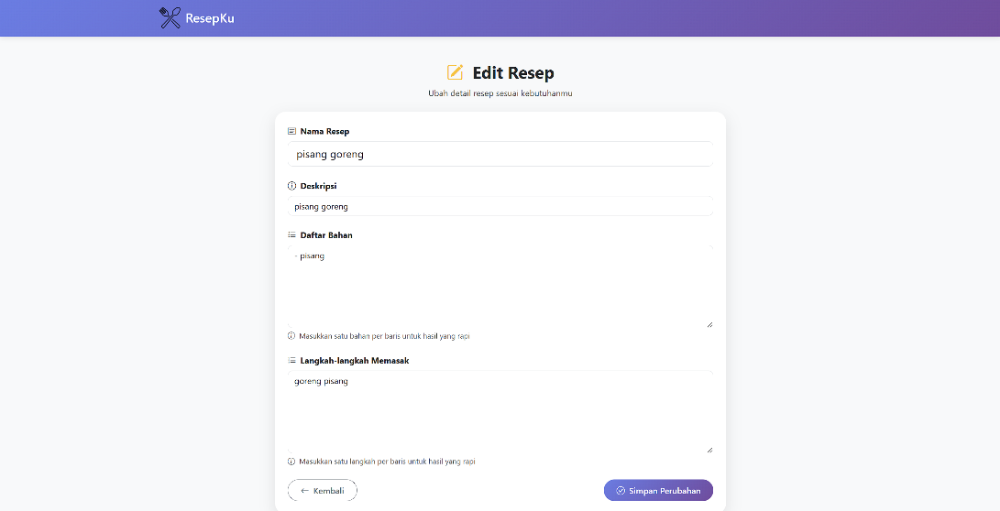 ResepKu
Edit Resep
Ubah detail resep sesuai kebutuhanmu
Nama Resep
pisang goreng
Deskripsi
pisang goreng
Daftar Bahan
- pisang
Masukkan satu bahan per baris untuk hasil yang rapi
Langkah-langkah Memasak
goreng pisang
Masukkan satu langkah per baris untuk hasil yang rapi
← Kembali
Simpan Perubahan